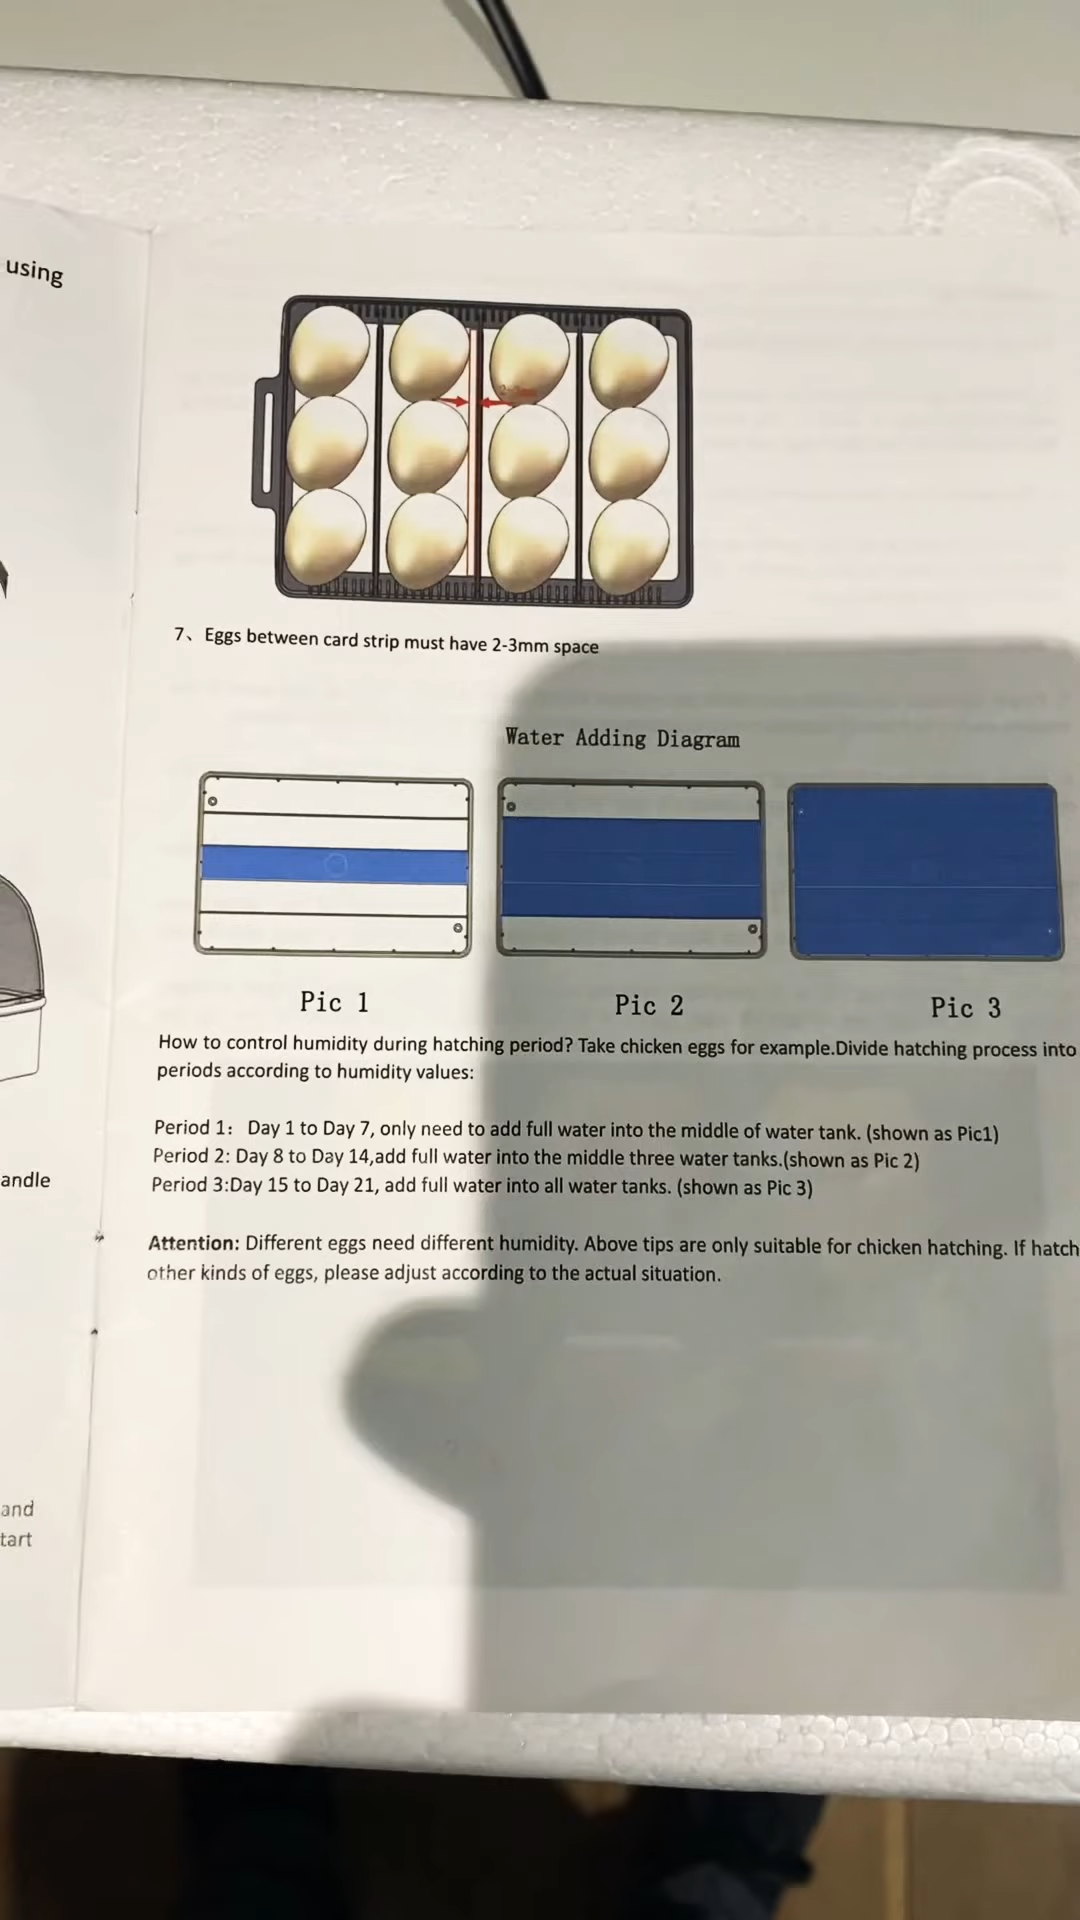 using
andle
and
tart
7、Eggs between card strip must have 2-3mm space
Water Adding Diagram
Pic 1
Pic 2
Pic 3
How to control humidity during hatching period? Take chicken eggs for example.Divide hatching process into
periods according to humidity values:
Period 1: Day 1 to Day 7, only need to add full water into the middle of water tank. (shown as Pic1)
Period 2: Day 8 to Day 14,add full water into the middle three water tanks.(shown as Pic 2)
Period 3:Day 15 to Day 21, add full water into all water tanks. (shown as Pic 3)
Attention: Different eggs need different humidity. Above tips are only suitable for chicken hatching. If hatch
other kinds of eggs, please adjust according to the actual situation.